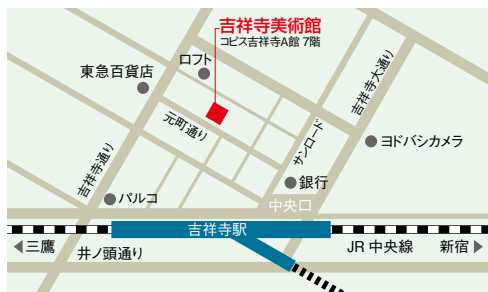 吉祥寺美術館
コピス吉祥寺A館 7階
ロフト
東急百貨店
吉祥寺大通り
元町通り
サンロード
ヨドバシカメラ
吉祥寺通り
銀行
パルコ
中央口
吉祥寺駅
三鷹
井ノ頭通り
JR 中央線
新宿